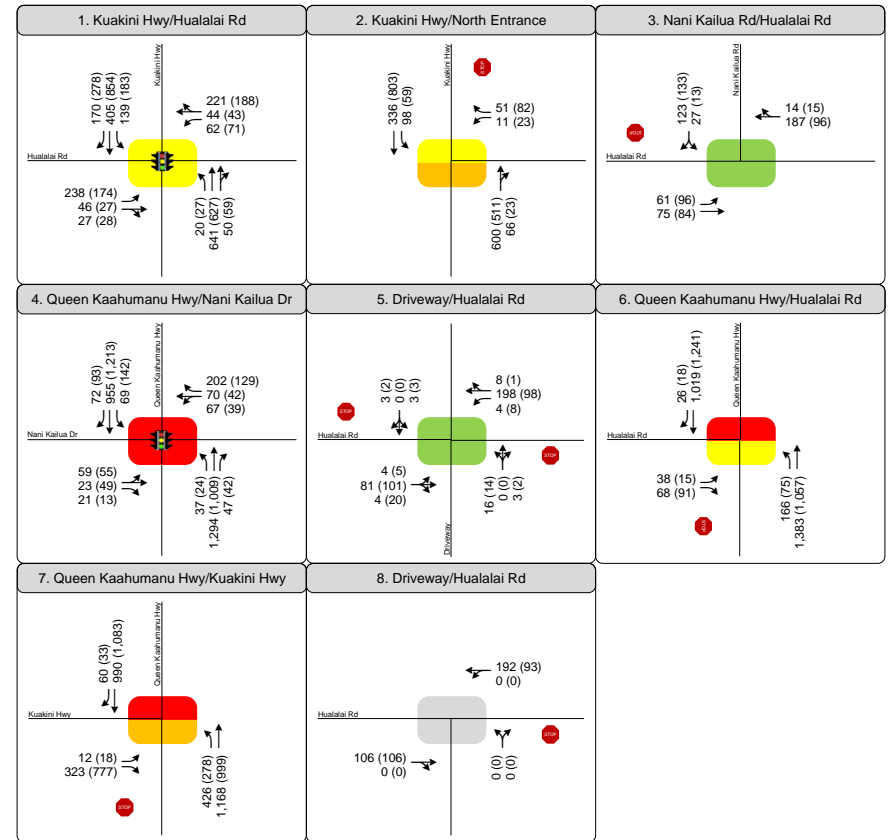 1. Kuakini Hwy/Hualalai Rd
Kuakini Hwy
170 (278)
405 (854)
139 (183)
221 (188)
44 (43)
62 (71)
Hualalai Rd
238 (174)
46 (27)
27 (28)
20 (27)
641 (627)
50 (59)
2. Kuakini Hwy/North Entrance
Kuakini Hwy
STOP
336 (803)
98 (59)
51 (82)
11 (23)
600 (511)
66 (23)
3. Nani Kailua Rd/Hualalai Rd
Nani Kailua Rd
123 (133)
27 (13)
14 (15)
187 (96)
STOP
Hualalai Rd
61 (96)
75 (84)
4. Queen Kaahumanu Hwy/Nani Kailua Dr
Queen Kaahumanu Hwy
72 (93)
955 (1,213)
69 (142)
202 (129)
70 (42)
67 (39)
Nani Kailua Dr
59 (55)
23 (49)
21 (13)
37 (24)
1,294 (1,009)
47 (42)
5. Driveway/Hualalai Rd
3 (2)
0 (0)
3 (3)
8 (1)
198 (98)
4 (8)
STOP
Hualalai Rd
STOP
4 (5)
81 (101)
4 (20)
16 (14)
0 (0)
3 (2)
Driveway
6. Queen Kaahumanu Hwy/Hualalai Rd
Queen Kaahumanu Hwy
26 (18)
1,019 (1,241)
Hualalai Rd
38 (15)
68 (91)
STOP
166 (75)
1,383 (1,057)
7. Queen Kaahumanu Hwy/Kuakini Hwy
Queen Kaahumanu Hwy
60 (33)
990 (1,083)
Kuakini Hwy
12 (18)
323 (777)
STOP
426 (278)
1,168 (999)
8. Driveway/Hualalai Rd
192 (93)
0 (0)
Hualalai Rd
STOP
106 (106)
0 (0)
0 (0)
0 (0)